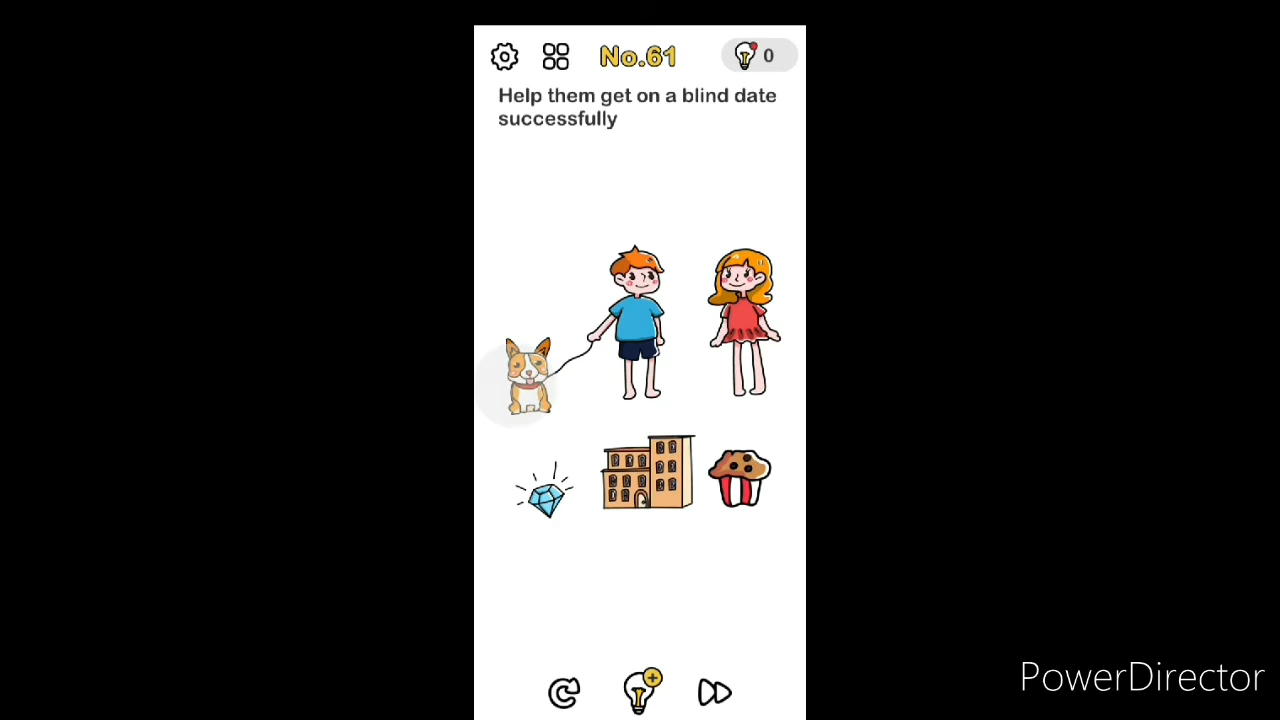 No.61
0
Help them get on a blind date
successfully
PowerDirector